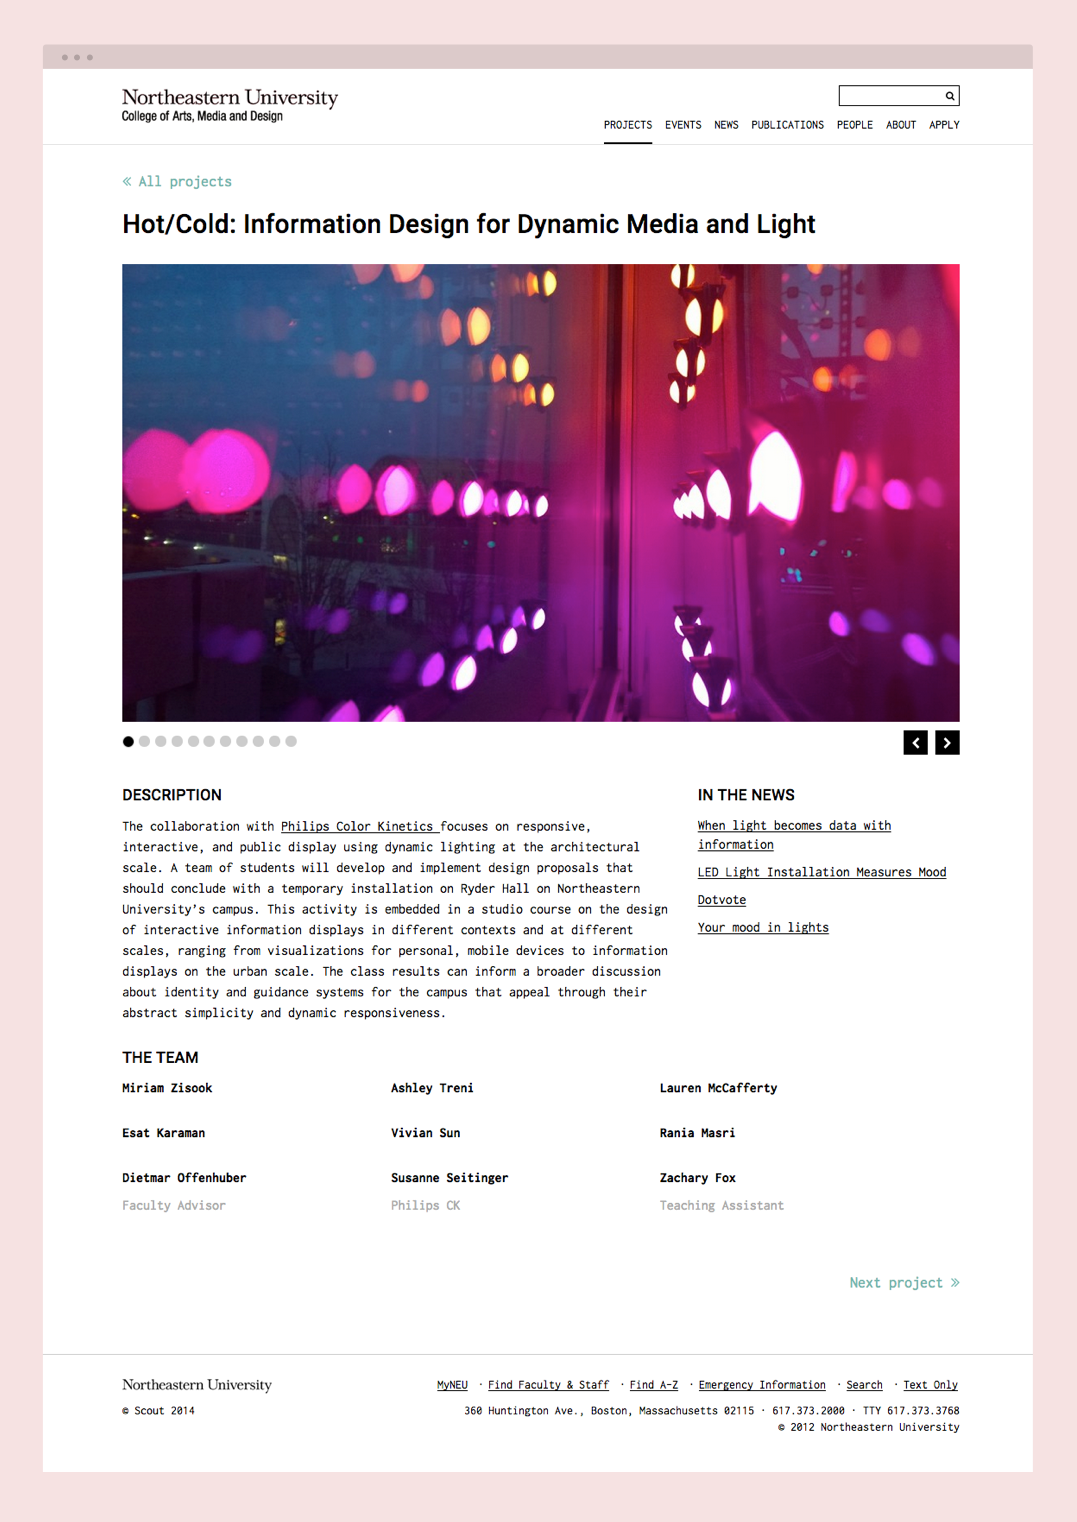 Northeastern University
College of Arts, Media and Design
PROJECTS EVENTS NEWS PUBLICATIONS PEOPLE ABOUT APPLY
« All projects
Hot/Cold: Information Design for Dynamic Media and Light
DESCRIPTION
The collaboration with Philips Color Kinetics focuses on responsive,
interactive, and public display using dynamic lighting at the architectural
scale. A team of students will develop and implement design proposals that
should conclude with a temporary installation on Ryder Hall on Northeastern
University’s campus. This activity is embedded in a studio course on the design
of interactive information displays in different contexts and at different
scales, ranging from visualizations for personal, mobile devices to information
displays on the urban scale. The class results can inform a broader discussion
about identity and guidance systems for the campus that appeal through their
abstract simplicity and dynamic responsiveness.
IN THE NEWS
When light becomes data with
information
LED Light Installation Measures Mood
Dotvote
Your mood in lights
THE TEAM
Miriam Zisook Ashley Treni Lauren McCafferty
Esat Karaman Vivian Sun Rania Masri
Dietmar Offenhuber Susanne Seitinger Zachary Fox
Faculty Advisor Philips CK Teaching Assistant
Next project »
Northeastern University
© Scout 2014
MyNEU · Find Faculty & Staff · Find A-Z · Emergency Information · Search · Text Only
360 Huntington Ave., Boston, Massachusetts 02115 · 617.373.2000 · TTY 617.373.3768
© 2012 Northeastern University